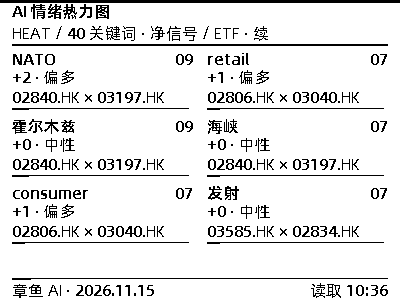 AI 情绪热力图
HEAT / 40 关键词 · 净信号 / ETF · 续
NATO 09
+2 · 偏多
02840.HK × 03197.HK
retail 07
+1 · 偏多
02806.HK × 03040.HK
霍尔木兹 09
+0 · 中性
02840.HK × 03197.HK
海峡 07
+0 · 中性
02840.HK × 03197.HK
consumer 07
+1 · 偏多
02806.HK × 03040.HK
发射 07
+0 · 中性
03585.HK × 02834.HK
章鱼 AI · 2026.11.15
读取 10:36